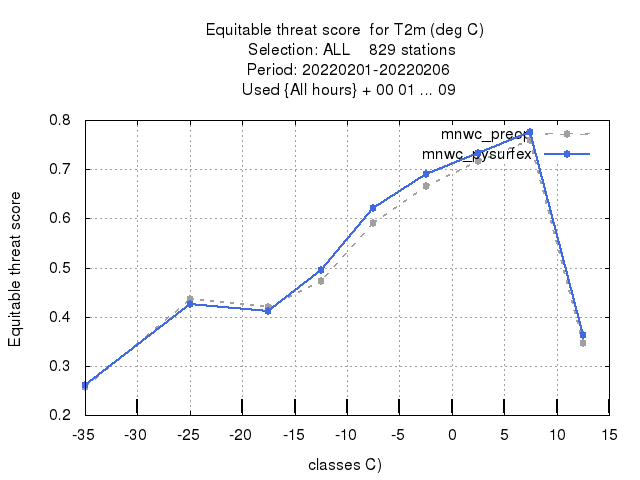 Equitable threat score for T2m (deg C)
Selection: ALL 829 stations
Period: 20220201-20220206
Used {All hours} + 00 01 ... 09
0.8
0.7
0.6
0.5
0.4
0.3
0.2
Equitable threat score
mnwc_preop
mnwc_pysurfex
-35 -30 -25 -20 -15 -10 -5 0 5 10 15
classes C)